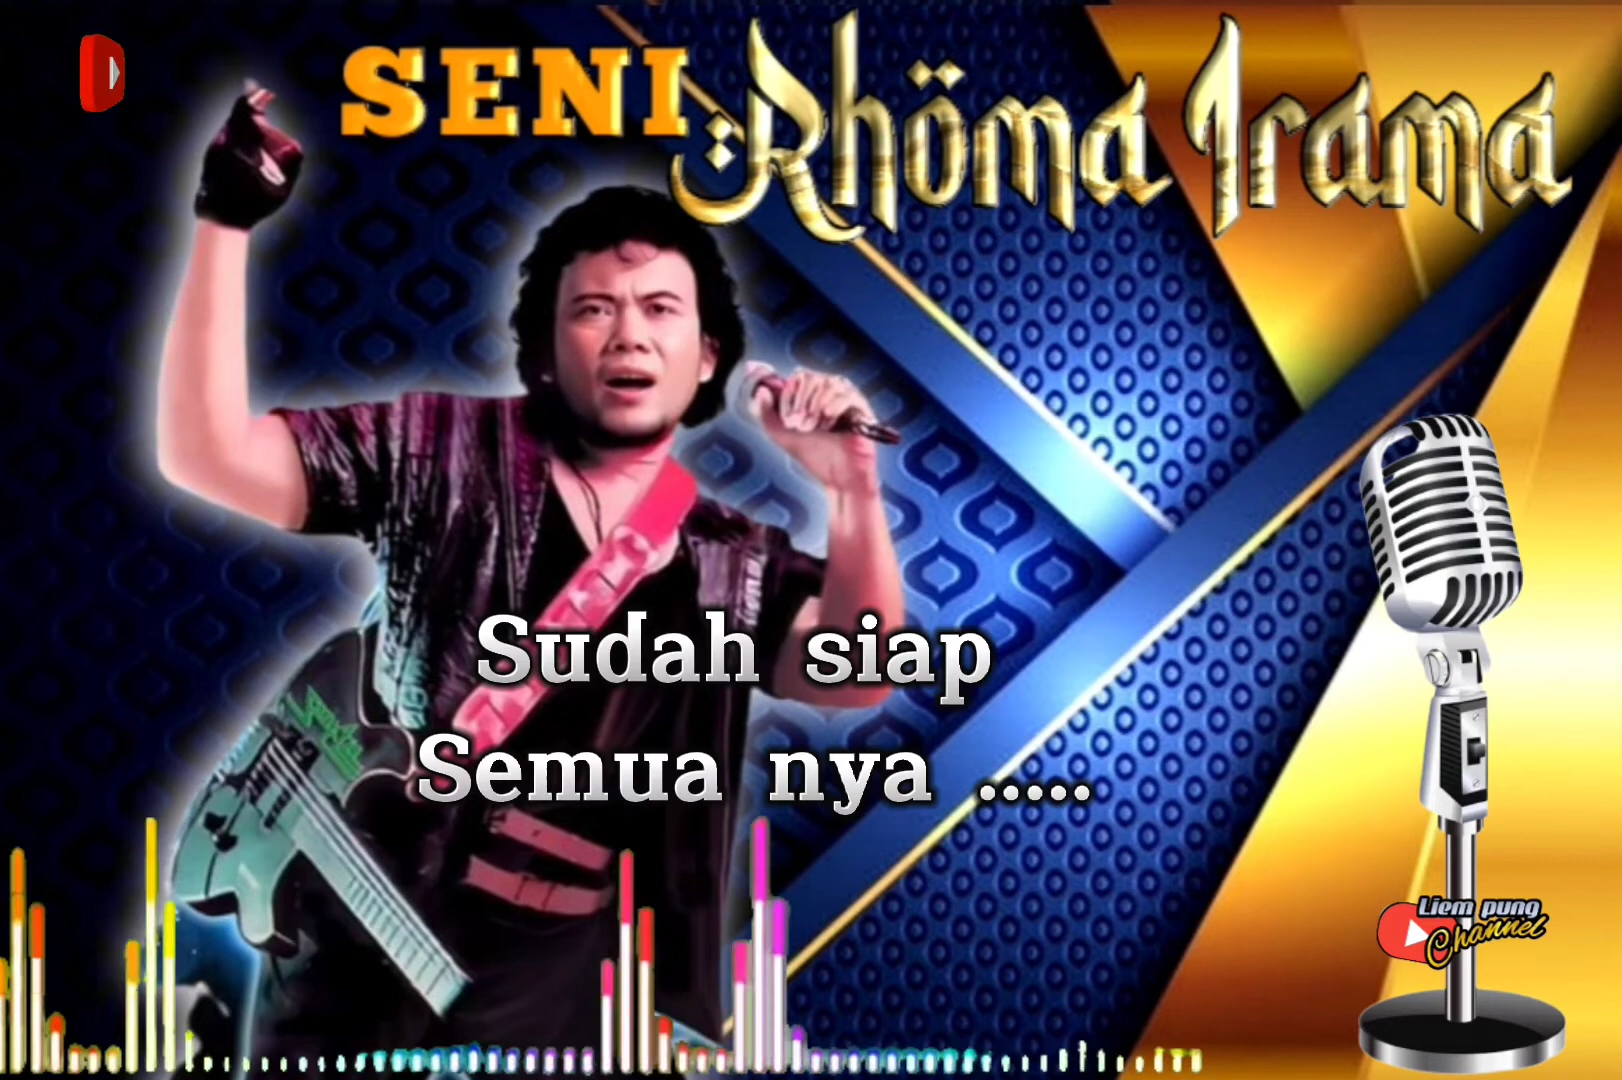 SENI Rhöma Irama
Sudah siap
Semua nya .....
Liem pung
Channel